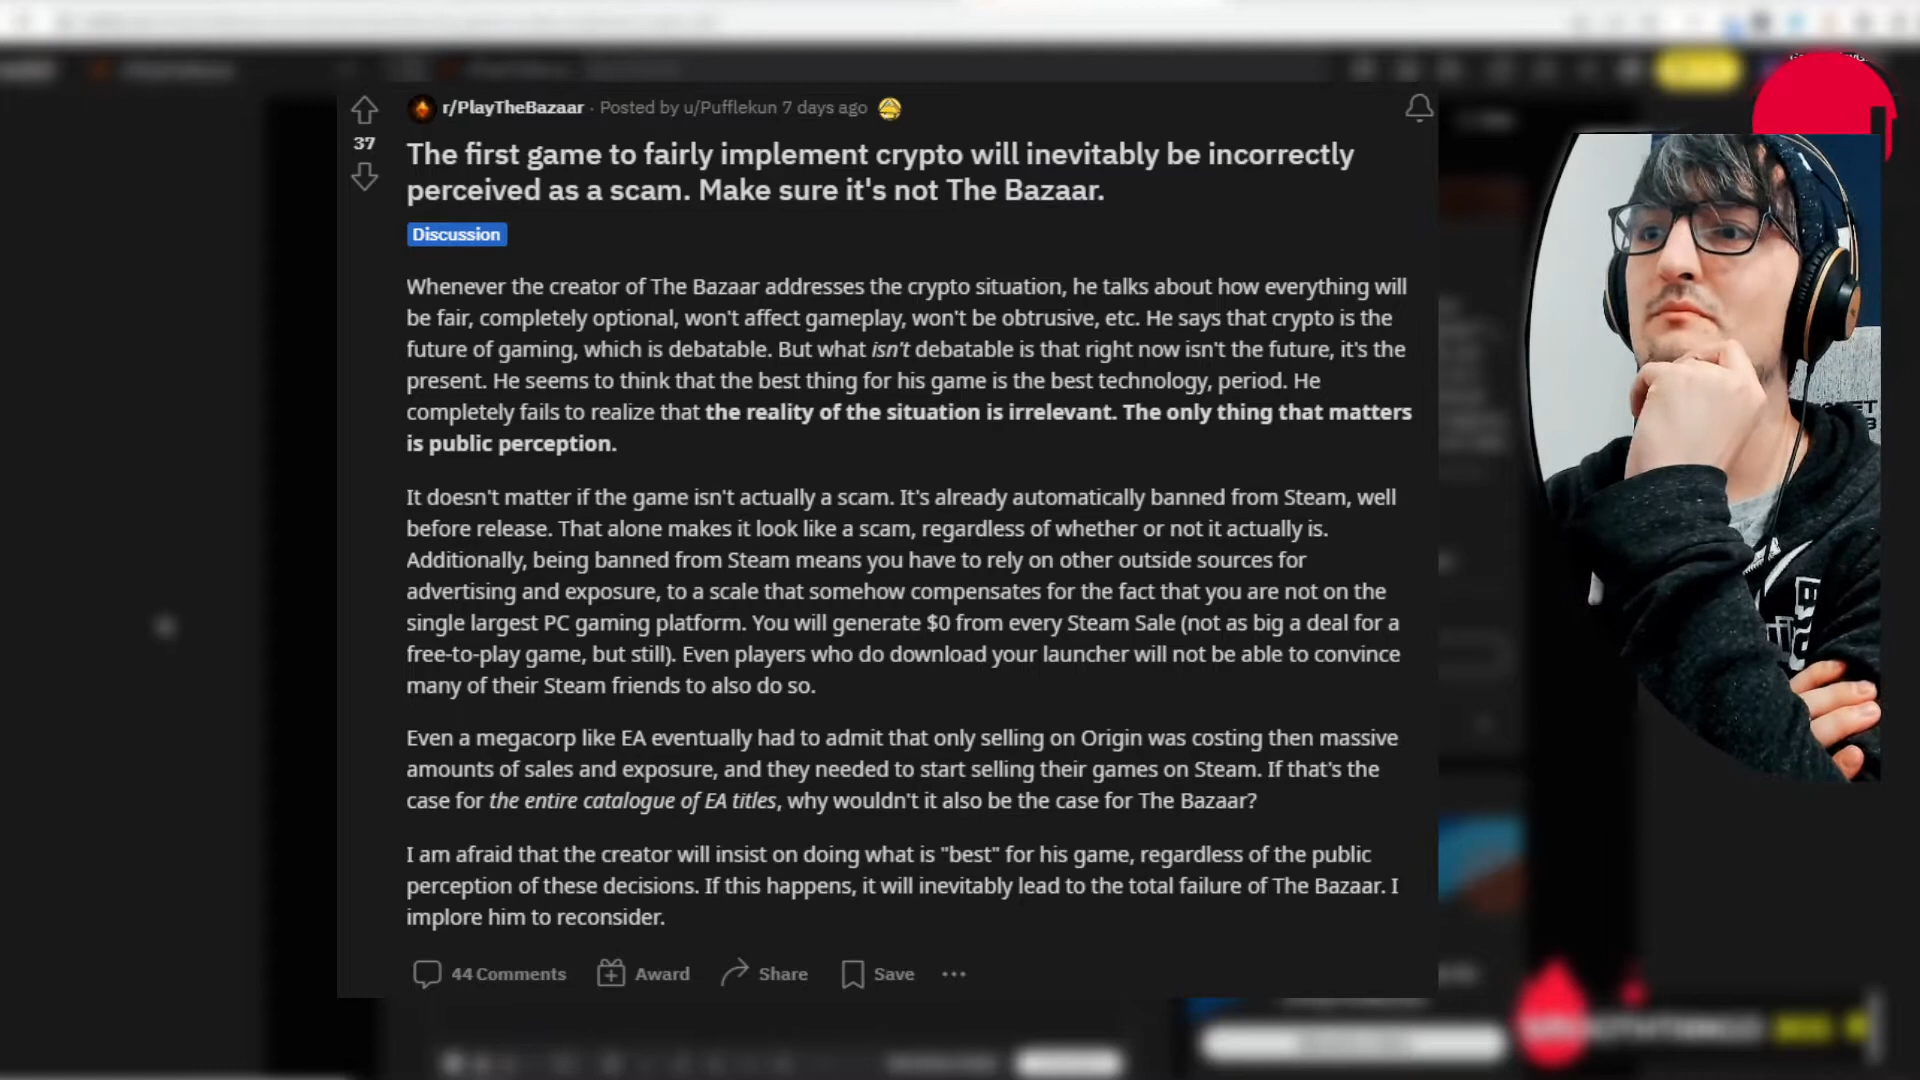 r/PlayTheBazaar · Posted by u/Pufflekun 7 days ago
37
The first game to fairly implement crypto will inevitably be incorrectly
perceived as a scam. Make sure it's not The Bazaar.
Discussion
Whenever the creator of The Bazaar addresses the crypto situation, he talks about how everything will
be fair, completely optional, won't affect gameplay, won't be obtrusive, etc. He says that crypto is the
future of gaming, which is debatable. But what isn't debatable is that right now isn't the future, it's the
present. He seems to think that the best thing for his game is the best technology, period. He
completely fails to realize that the reality of the situation is irrelevant. The only thing that matters
is public perception.
It doesn't matter if the game isn't actually a scam. It's already automatically banned from Steam, well
before release. That alone makes it look like a scam, regardless of whether or not it actually is.
Additionally, being banned from Steam means you have to rely on other outside sources for
advertising and exposure, to a scale that somehow compensates for the fact that you are not on the
single largest PC gaming platform. You will generate $0 from every Steam Sale (not as big a deal for a
free-to-play game, but still). Even players who do download your launcher will not be able to convince
many of their Steam friends to also do so.
Even a megacorp like EA eventually had to admit that only selling on Origin was costing then massive
amounts of sales and exposure, and they needed to start selling their games on Steam. If that's the
case for the entire catalogue of EA titles, why wouldn't it also be the case for The Bazaar?
I am afraid that the creator will insist on doing what is "best" for his game, regardless of the public
perception of these decisions. If this happens, it will inevitably lead to the total failure of The Bazaar. I
implore him to reconsider.
44 Comments Award Share Save ...